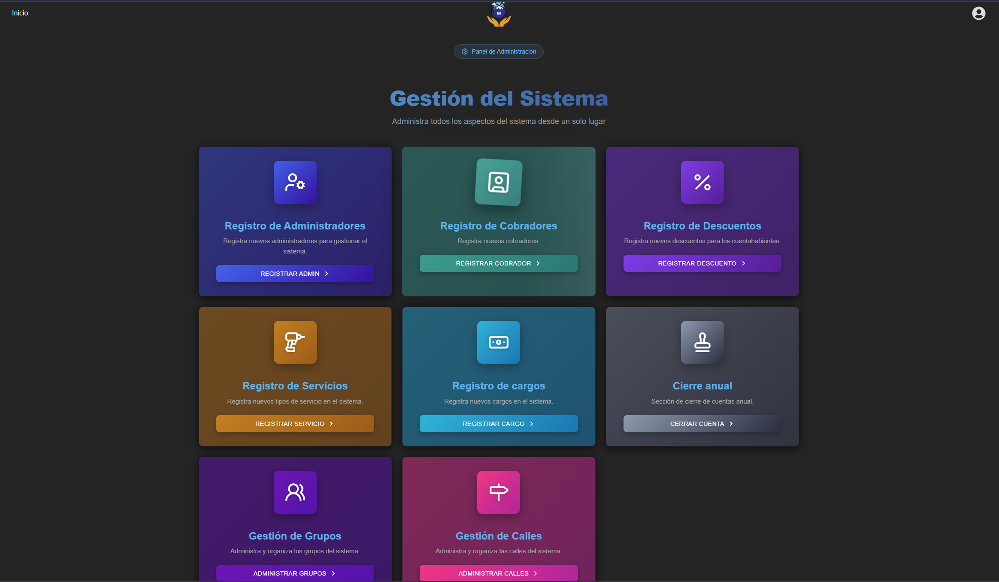 Inicio
GH
Panel de Administración
Gestión del Sistema
Administra todos los aspectos del sistema desde un solo lugar
Registro de Administradores
Registra nuevos administradores para gestionar el
sistema.
REGISTRAR ADMIN
Registro de Cobradores
Registra nuevos cobradores.
REGISTRAR COBRADOR
Registro de Descuentos
Registra nuevos descuentos para los cuentahabientes.
REGISTRAR DESCUENTO
Registro de Servicios
Registra nuevos tipos de servicio en el sistema.
REGISTRAR SERVICIO
Registro de cargos
Registra nuevos cargos en el sistema.
REGISTRAR CARGO
Cierre anual
Sección de cierre de cuentas anual.
CERRAR CUENTA
Gestión de Grupos
Administra y organiza los grupos del sistema.
ADMINISTRAR GRUPOS
Gestión de Calles
Administra y organiza las calles del sistema.
ADMINISTRAR CALLES